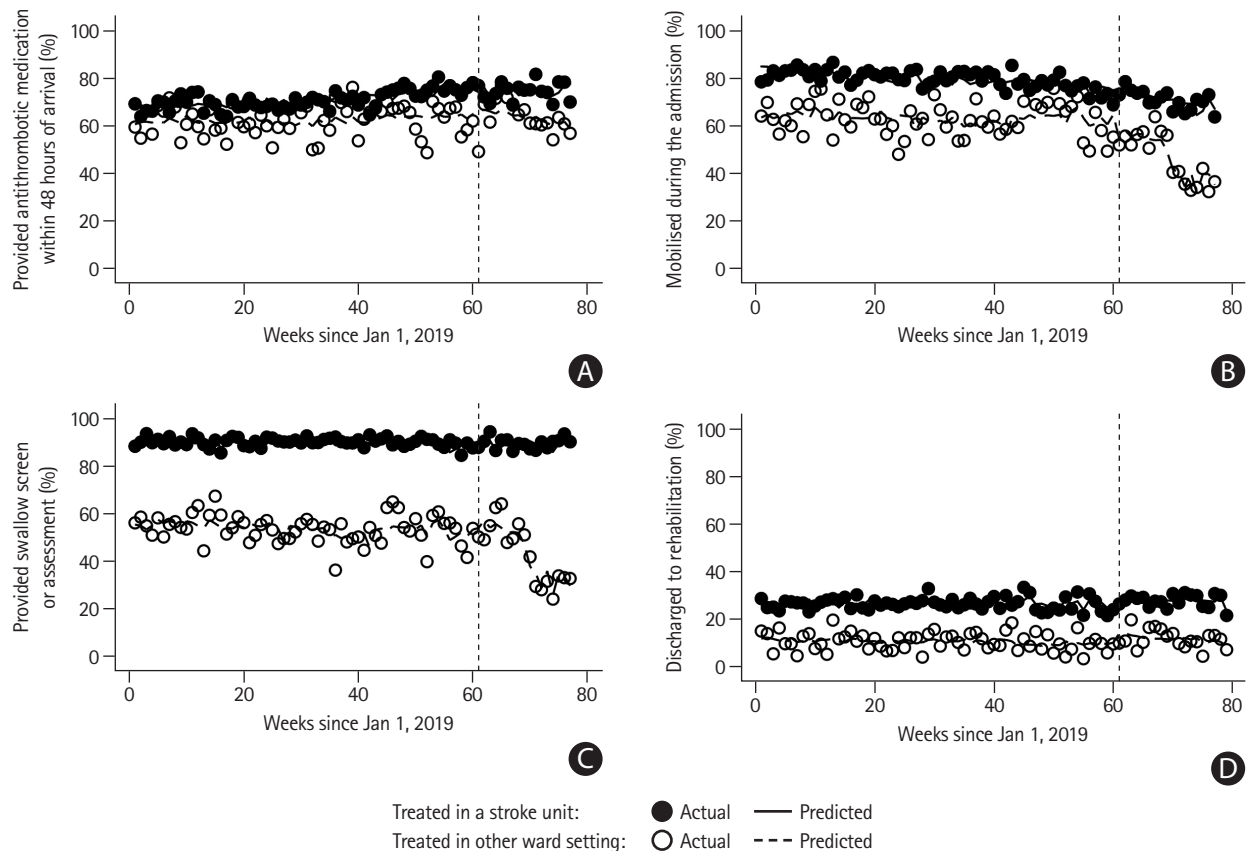 Provided antithrombotic medication
within 48 hours of arrival (%)
100
80
60
40
20
0
0 20 40 60 80
Weeks since Jan 1, 2019
A
Mobilised during the admission (%)
100
80
60
40
20
0
0 20 40 60 80
Weeks since Jan 1, 2019
B
Provided swallow screen
or assessment (%)
100
80
60
40
20
0
0 20 40 60 80
Weeks since Jan 1, 2019
C
Discharged to rehabilitation (%)
100
80
60
40
20
0
0 20 40 60 80
Weeks since Jan 1, 2019
D
Treated in a stroke unit: Actual Predicted
Treated in other ward setting: Actual Predicted